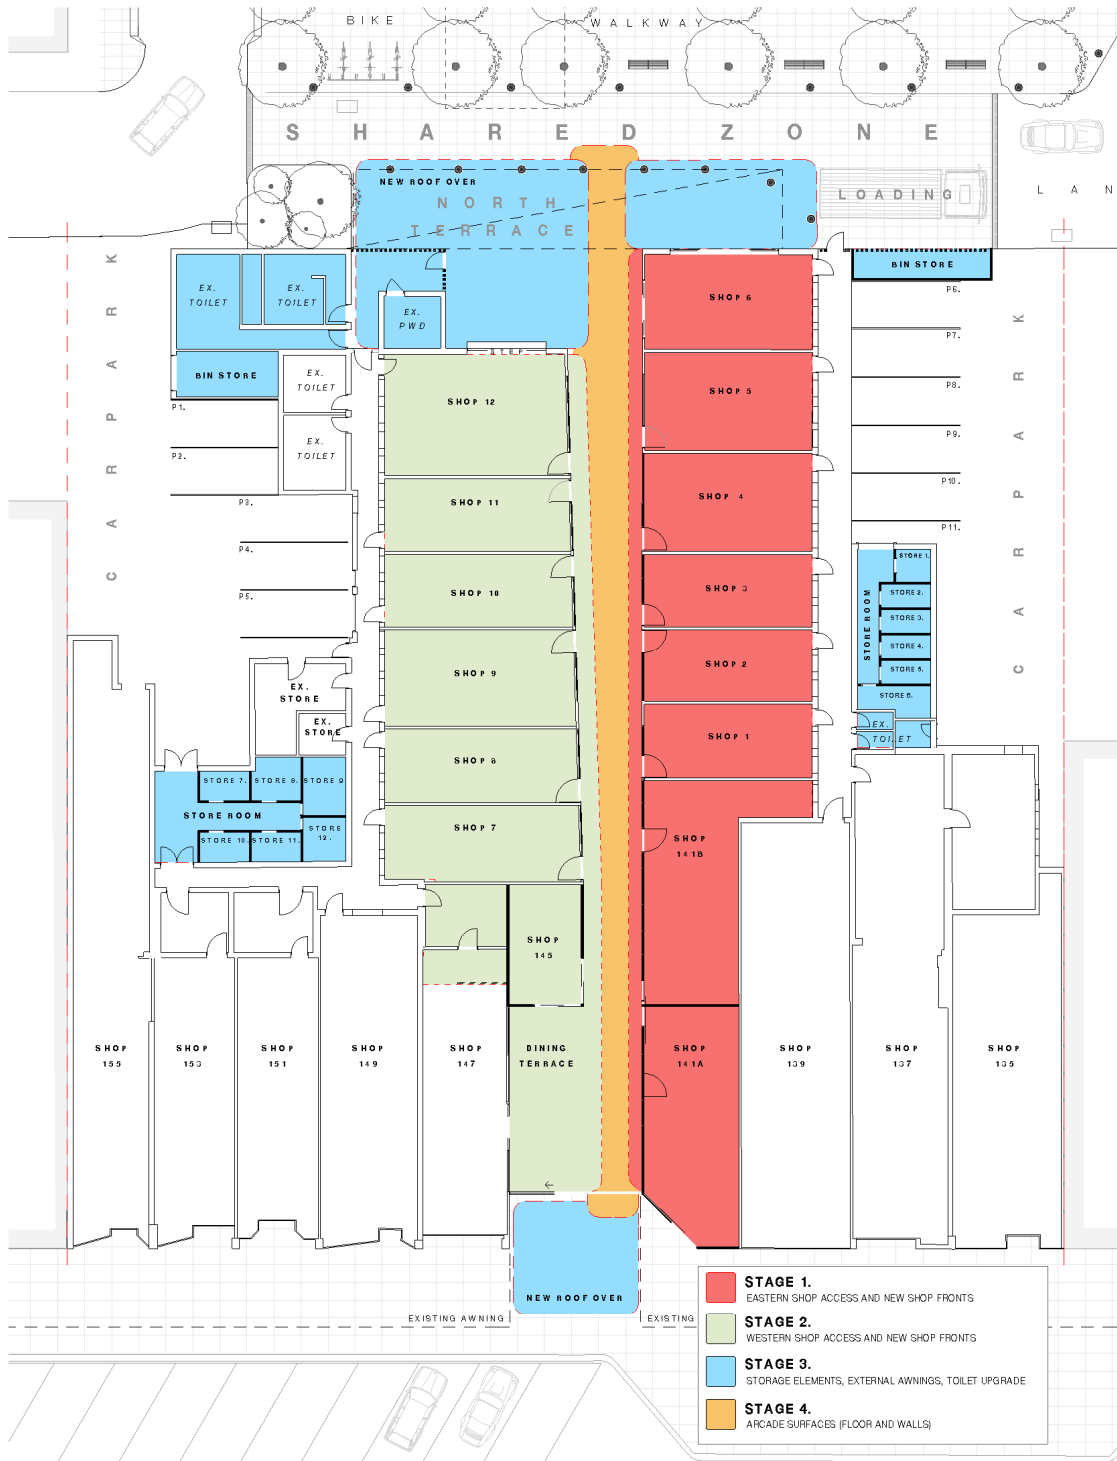 BIKE
WALKWAY
SHARED ZONE
NEW ROOF OVER
NORTH
TERRACE
LOADING
LAN
CARPARK
EX.
TOILET
EX.
TOILET
EX.
PWD
STEP
BIN STORE
EX.
TOILET
EX.
TOILET
P1.
P2.
P3.
P4.
P5.
SHOP 6
SHOP 5
SHOP 4
SHOP 3
SHOP 2
SHOP 1
SHOP
141B
SHOP
141A
SHOP 12
SHOP 11
SHOP 10
SHOP 9
SHOP 8
SHOP 7
SHOP
145
DINING
TERRACE
BIN STORE
P6.
P7.
P8.
P9.
P10.
P11.
CARPARK
STORE ROOM
STORE 1.
STORE 2.
STORE 3.
STORE 4.
STORE 5.
STORE 6.
EX.
TOILET
EX.
STORE
EX.
STORE
STORE 7.
STORE 8.
STORE 9
STORE ROOM
STORE 10.
STORE 11.
STORE
12.
SHOP
155
SHOP
153
SHOP
151
SHOP
149
SHOP
147
SHOP
139
SHOP
137
SHOP
135
NEW ROOF OVER
EXISTING AWNING
EXISTING
STAGE 1.
EASTERN SHOP ACCESS AND NEW SHOP FRONTS
STAGE 2.
WESTERN SHOP ACCESS AND NEW SHOP FRONTS
STAGE 3.
STORAGE ELEMENTS, EXTERNAL AWNINGS, TOILET UPGRADE
STAGE 4.
ARCADE SURFACES (FLOOR AND WALLS)